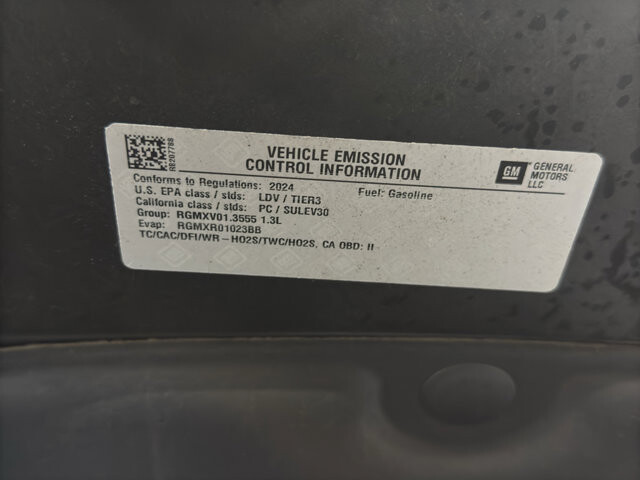 R8207768
VEHICLE EMISSION
CONTROL INFORMATION
GM GENERAL
MOTORS
LLC
Conforms to Regulations: 2024 Fuel: Gasoline
U.S. EPA class / stds: LDV / TIER3
California class / stds: PC / SULEV30
Group: RGMXV01.3555 1.3L
Evap: RGMXR01023BB
TC/CAC/DFI/WR-HO2S/TWC/HO2S, CA OBD: II